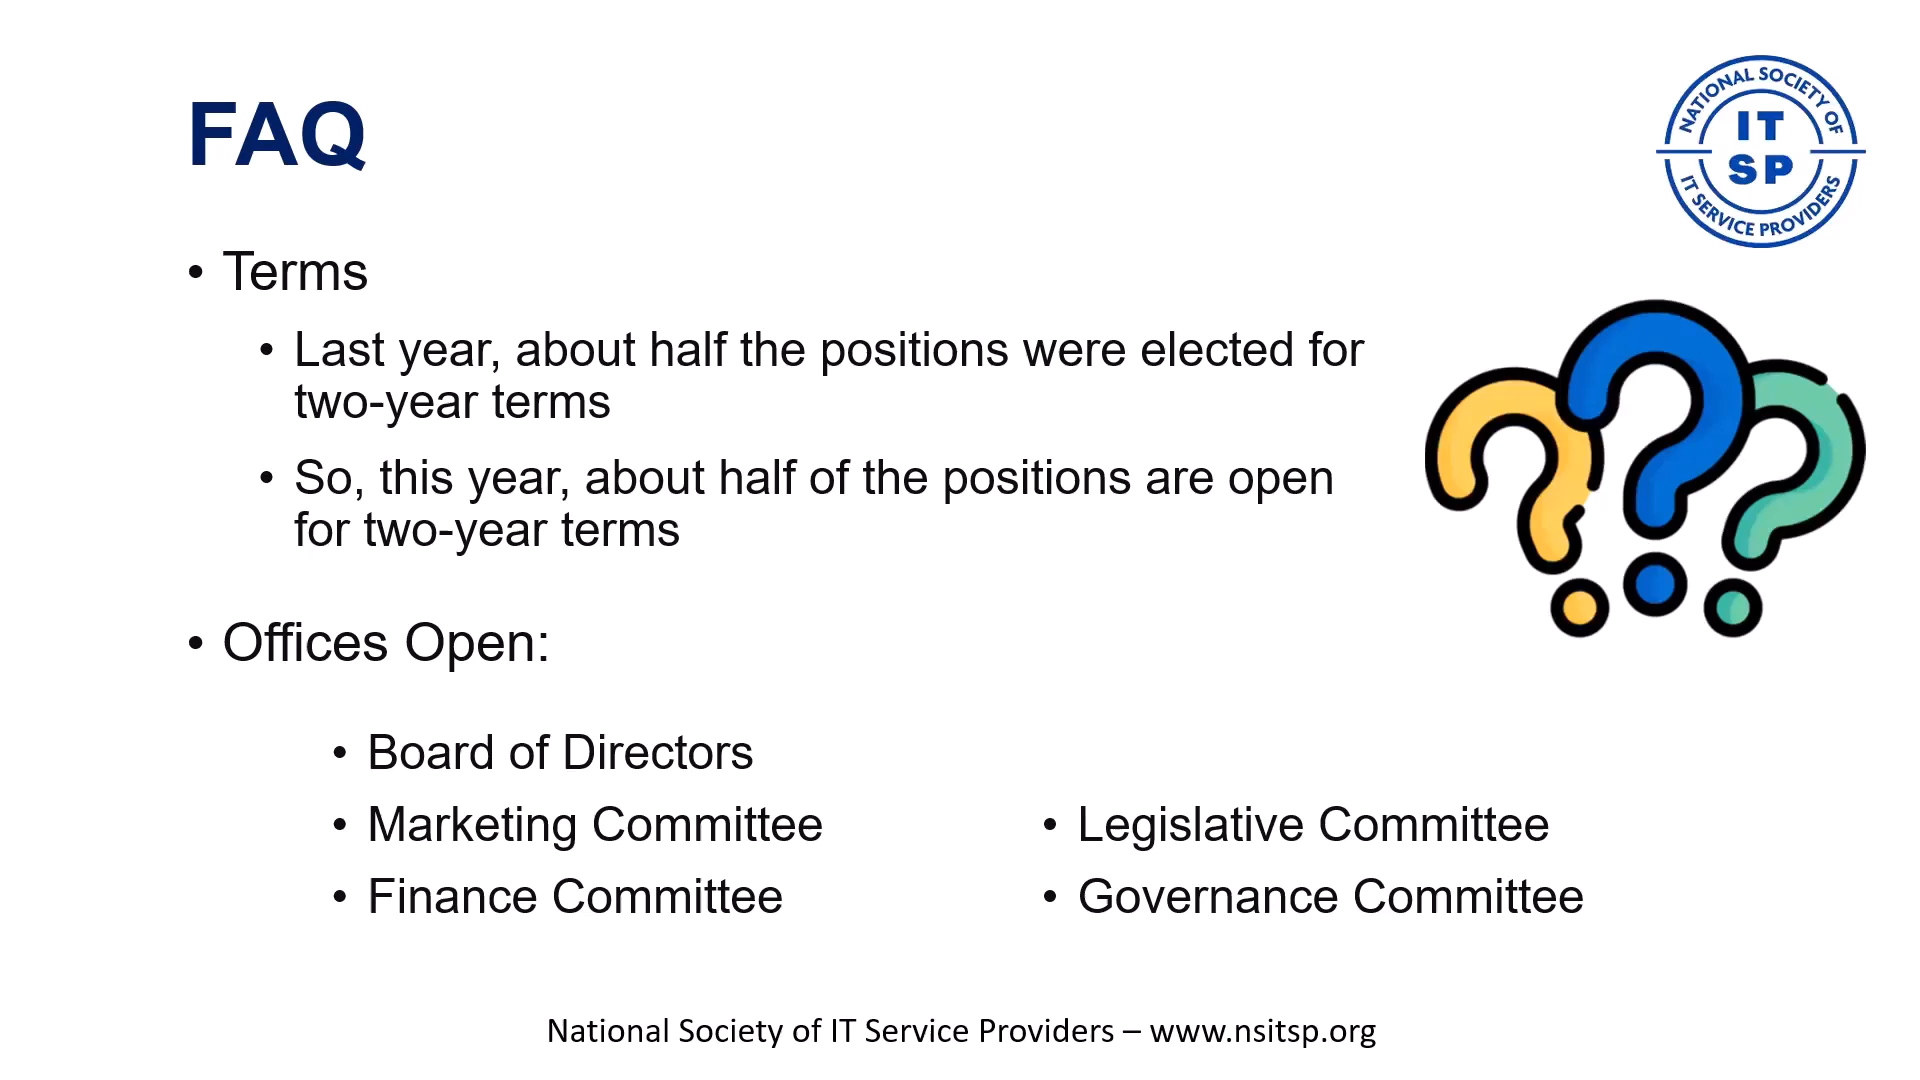 FAQ
NATIONAL SOCIETY OF
IT
SP
IT SERVICE PROVIDERS
• Terms
• Last year, about half the positions were elected for
two-year terms
• So, this year, about half of the positions are open
for two-year terms
• Offices Open:
• Board of Directors
• Marketing Committee
• Finance Committee
• Legislative Committee
• Governance Committee
National Society of IT Service Providers – www.nsitsp.org